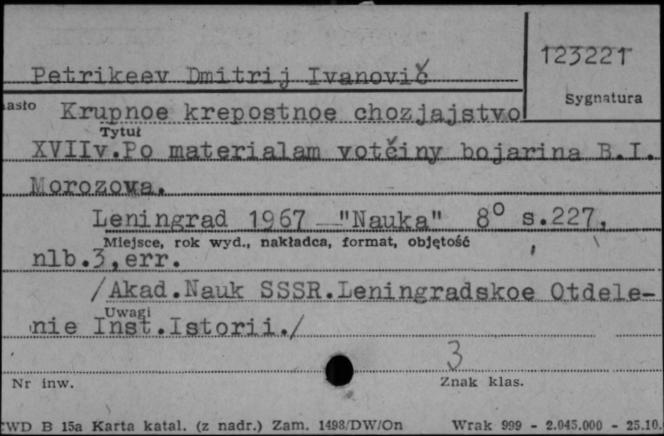 123221
Petrikeev Dmitrij Ivanovič
Sygnatura
Krupnoe krepostnoe chozjajstvo
Tytuł
XVIIv.Po materialam votčiny bojarina B.I.
Morozova.
Leningrad 1967 "Nauka" 8° s.227,
Miejsce, rok wyd., nakładca, format, objętość
nlb.3,err.
/Akad.Nauk SSSR.Leningradskoe Otdele-
Uwagi
nie Inst.Istorii./
3
Nr inw.
Znak klas.
B 15a Karta katal. (z nadr.) Zam. 1498/DW/On Wrak 999 - 2.045.000 - 25.10.